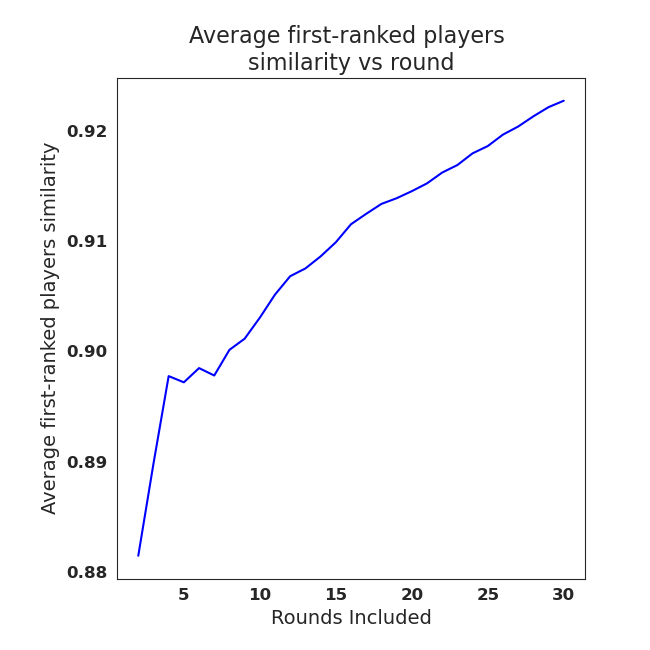 Average first-ranked players
similarity vs round
Average first-ranked players similarity
0.92
0.91
0.90
0.89
0.88
5 10 15 20 25 30
Rounds Included